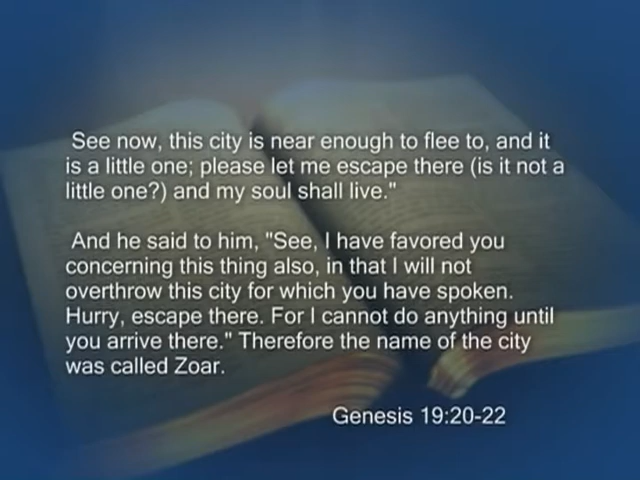 See now, this city is near enough to flee to, and it
is a little one; please let me escape there (is it not a
little one?) and my soul shall live."
And he said to him, "See, I have favored you
concerning this thing also, in that I will not
overthrow this city for which you have spoken.
Hurry, escape there. For I cannot do anything until
you arrive there." Therefore the name of the city
was called Zoar.
Genesis 19:20-22